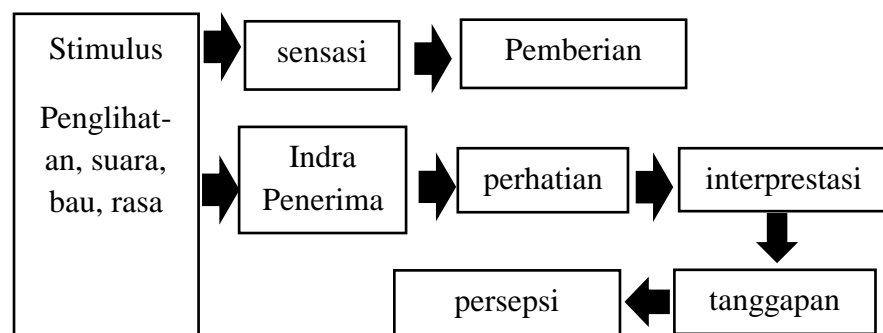 Stimulus
Penglihat-
an, suara,
bau, rasa
sensasi
Pemberian
Indra
Penerima
perhatian
interprestasi
tanggapan
persepsi